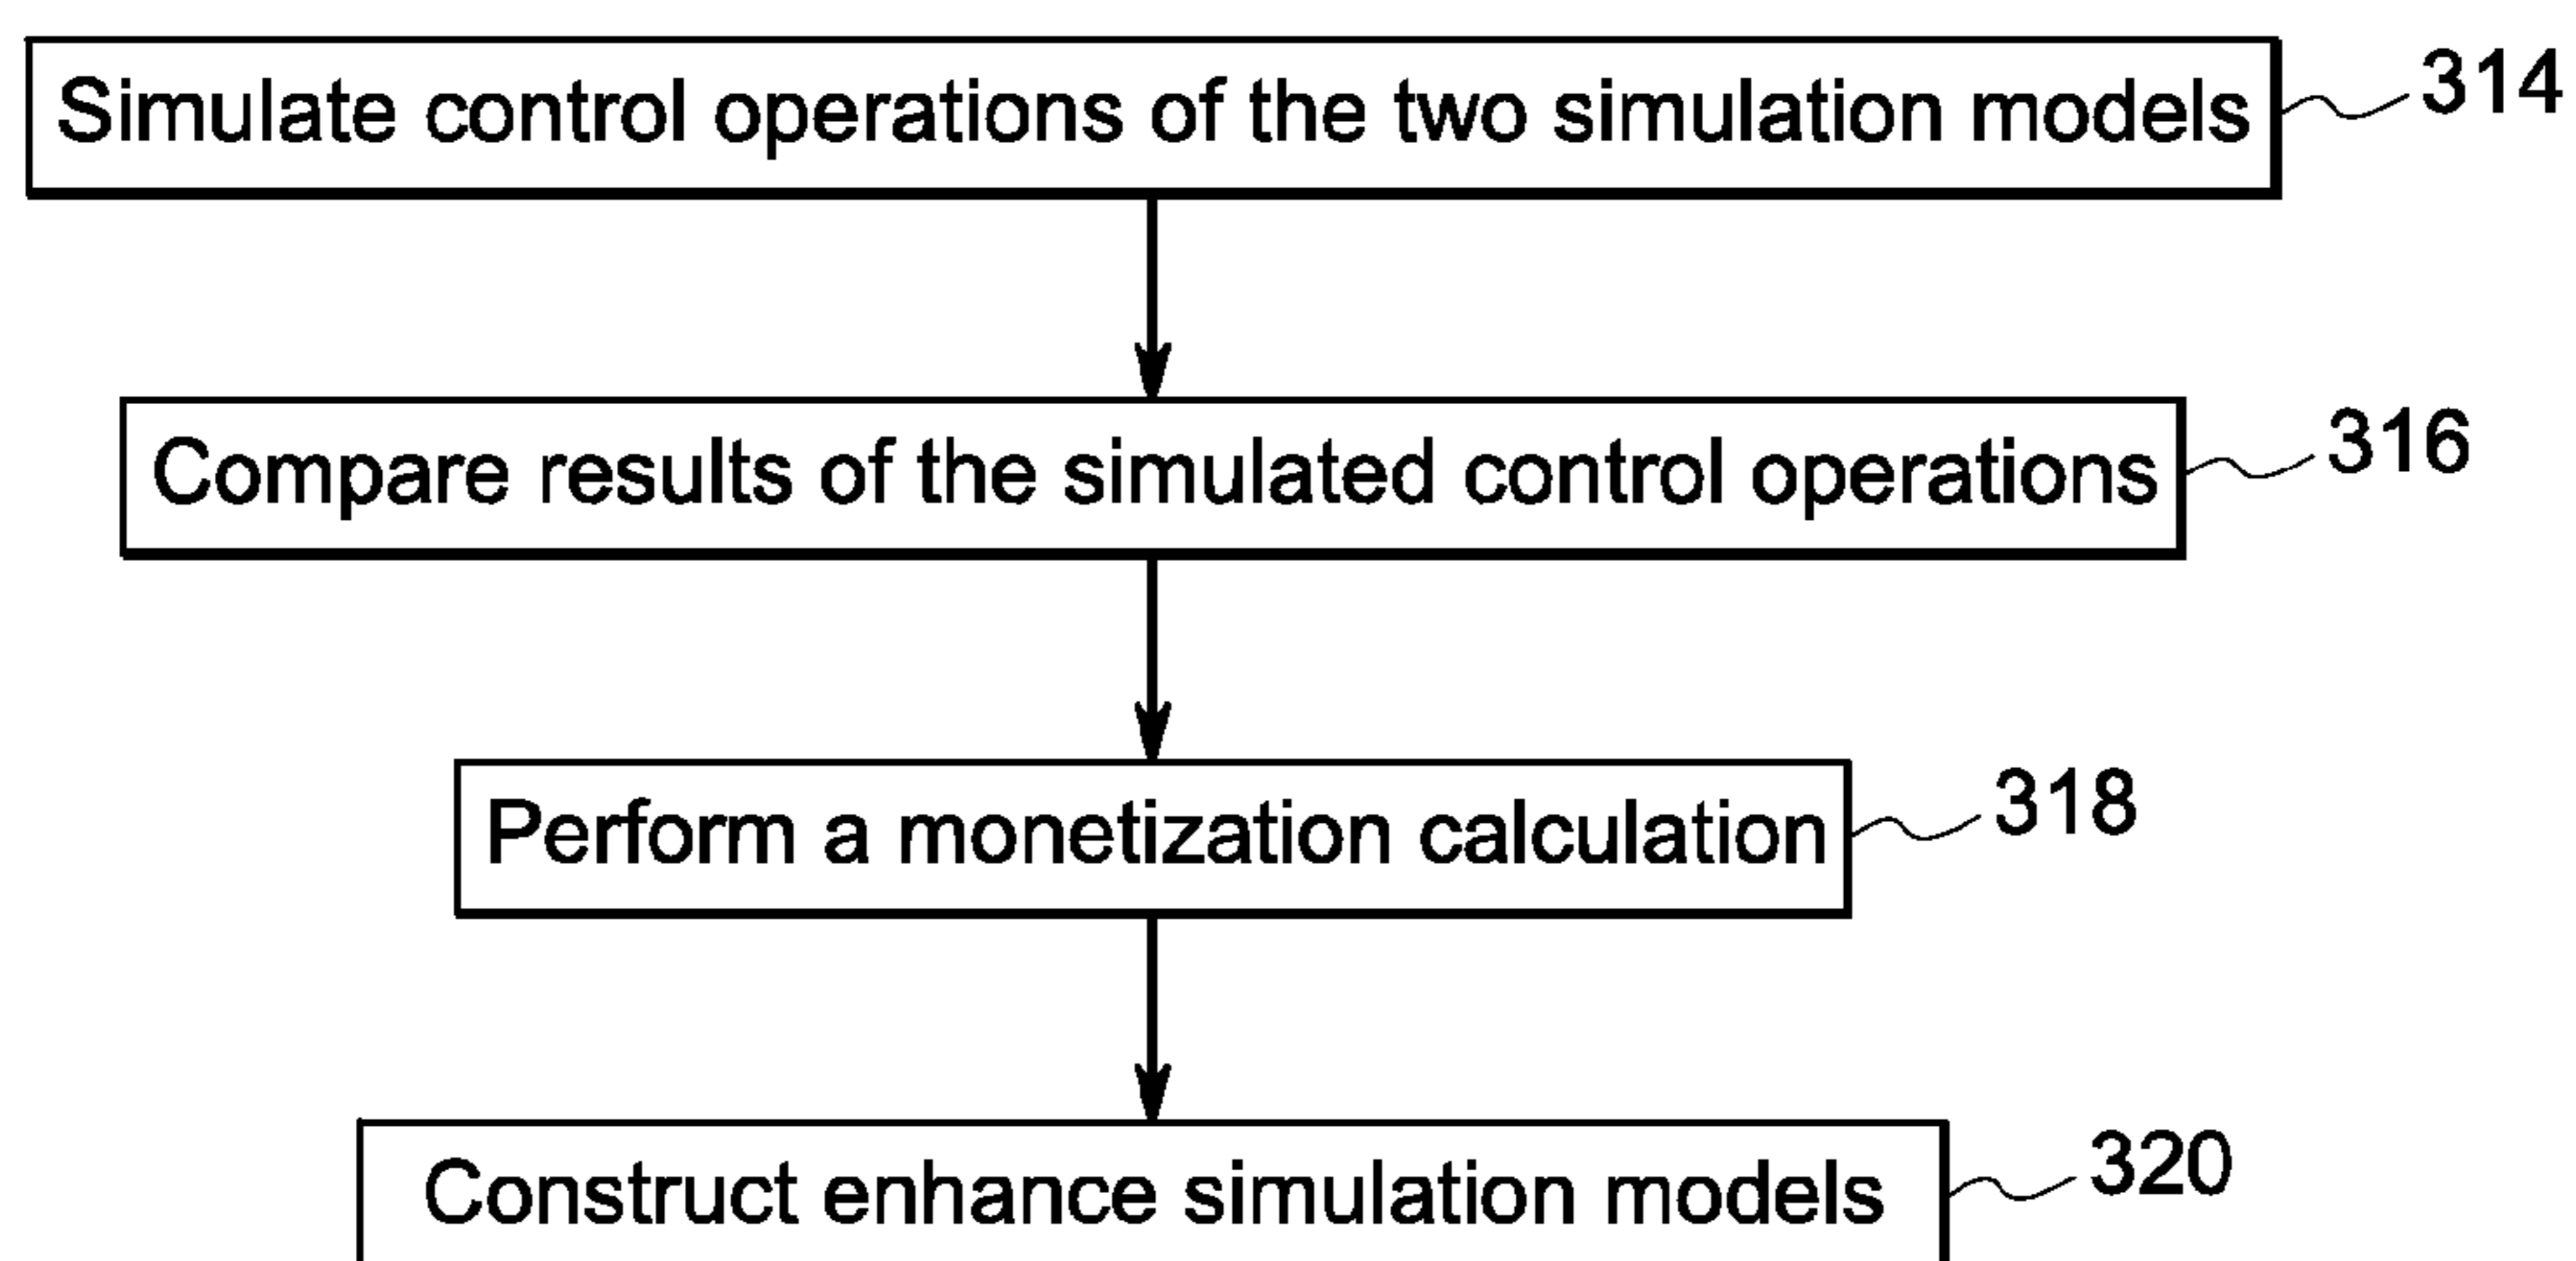 Simulate control operations of the two simulation models 314
Compare results of the simulated control operations 316
Perform a monetization calculation 318
Construct enhance simulation models 320